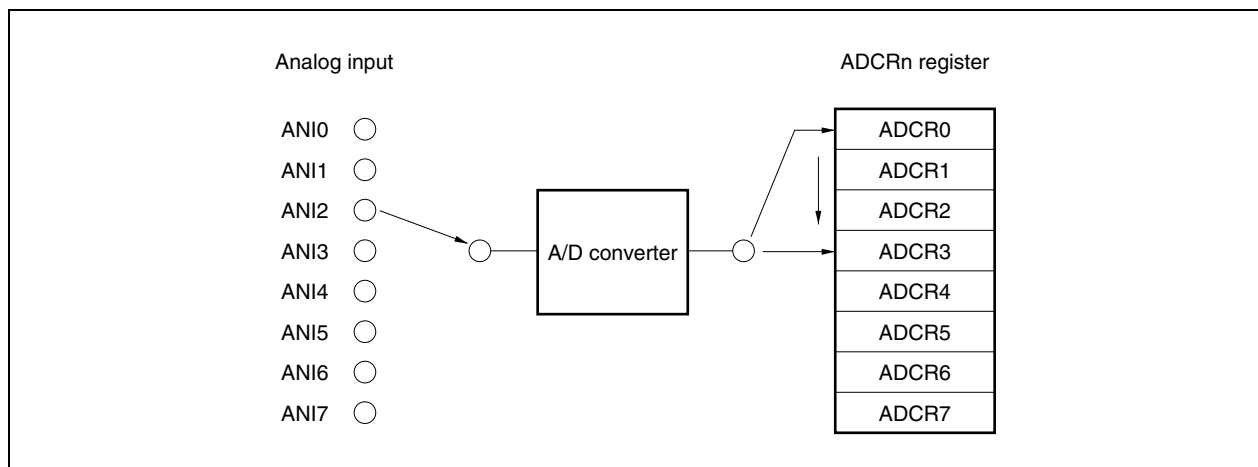 Analog input
ADCRn register
ANI0
ANI1
ANI2
ANI3
ANI4
ANI5
ANI6
ANI7
A/D converter
ADCR0
ADCR1
ADCR2
ADCR3
ADCR4
ADCR5
ADCR6
ADCR7